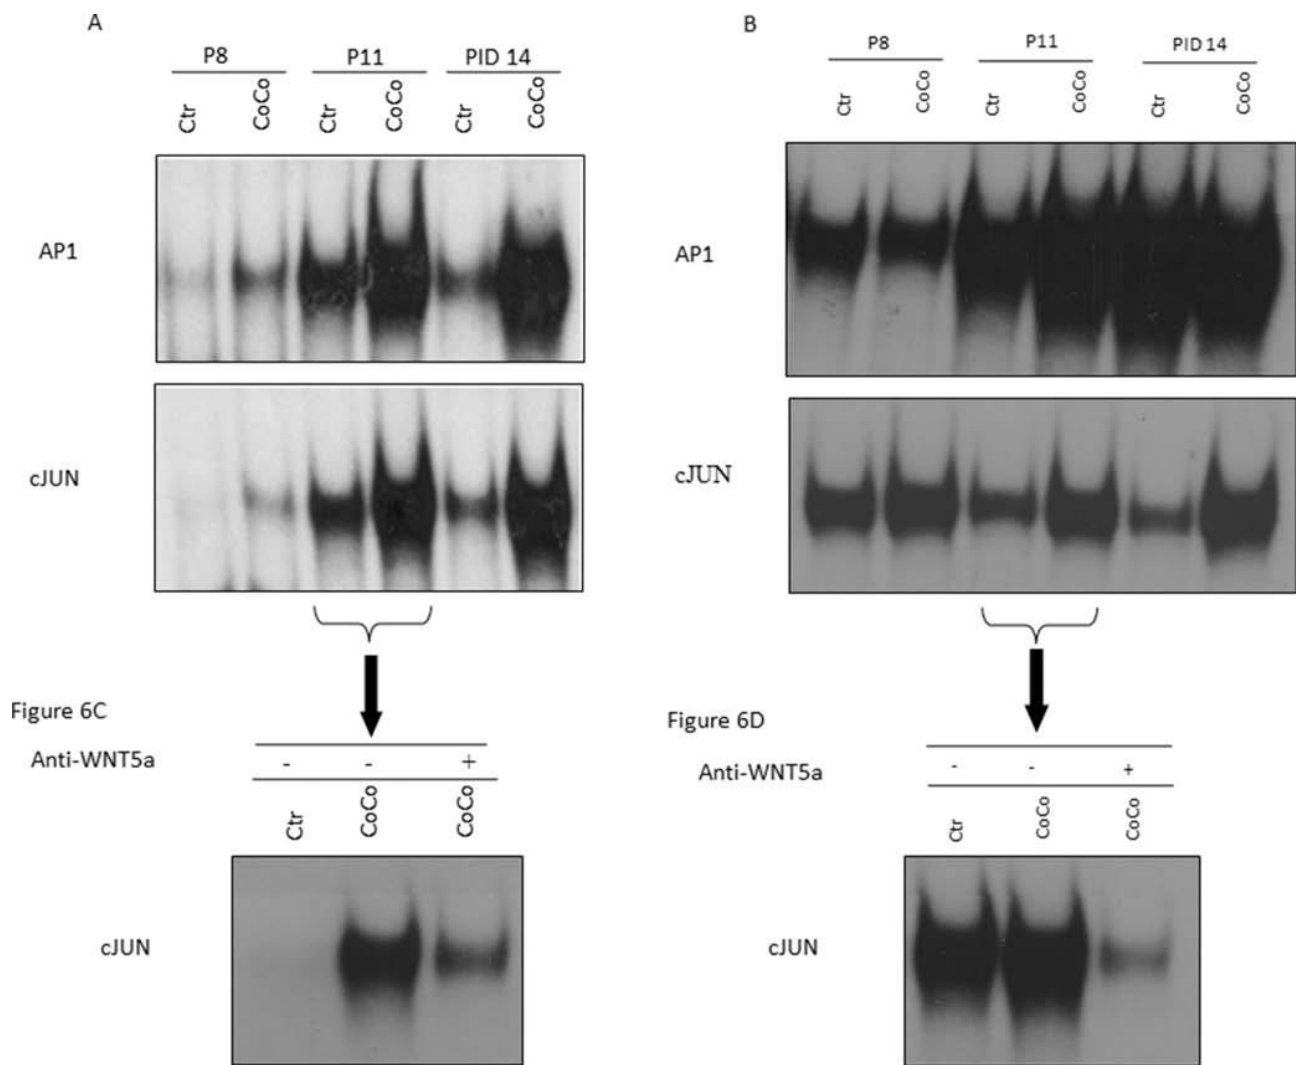 A
P8 P11 PID 14
Ctr CoCo Ctr CoCo Ctr CoCo
AP1
cJUN
Figure 6C
Anti-WNT5a - - +
Ctr CoCo CoCo
cJUN
B
P8 P11 PID 14
Ctr CoCo Ctr CoCo Ctr CoCo
AP1
cJUN
Figure 6D
Anti-WNT5a - - +
Ctr CoCo CoCo
cJUN